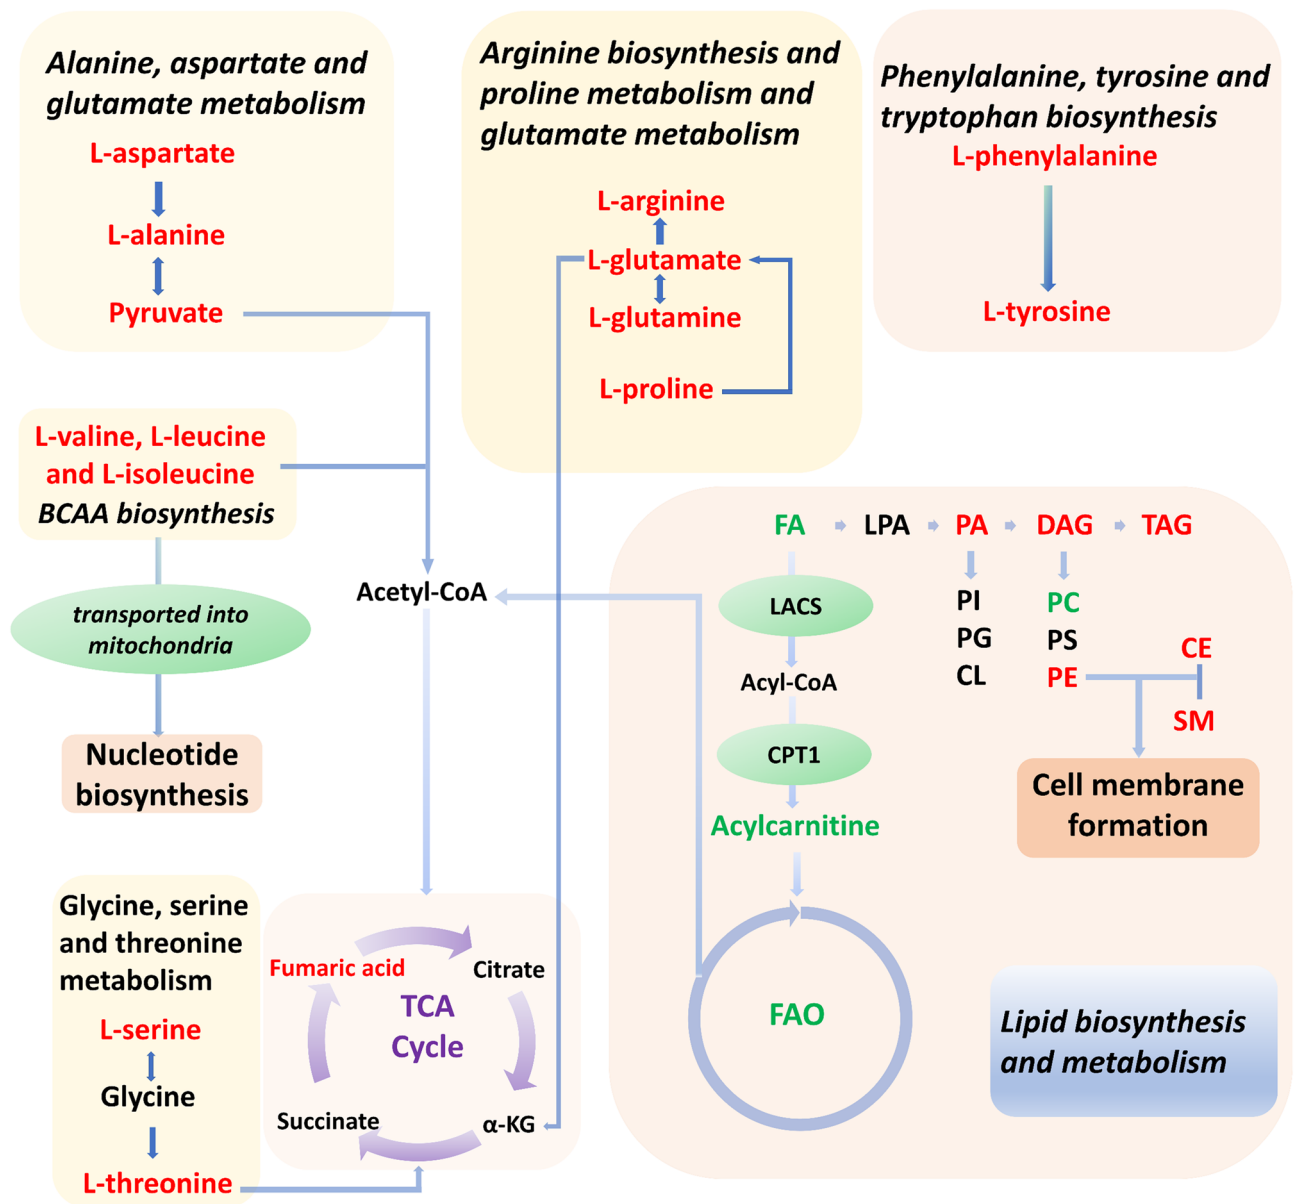 Alanine, aspartate and
glutamate metabolism
L-aspartate
L-alanine
Pyruvate
Arginine biosynthesis and
proline metabolism and
glutamate metabolism
L-arginine
L-glutamate
L-glutamine
L-proline
Phenylalanine, tyrosine and
tryptophan biosynthesis
L-phenylalanine
L-tyrosine
L-valine, L-leucine
and L-isoleucine
BCAA biosynthesis
transported into
mitochondria
Nucleotide
biosynthesis
Acetyl-CoA
FA LPA PA DAG TAG
LACS
Acyl-CoA
CPT1
Acylcarnitine
FAO
PI
PG
CL
PC
PS
PE
CE
SM
Cell membrane
formation
Lipid biosynthesis
and metabolism
Glycine, serine
and threonine
metabolism
L-serine
Glycine
L-threonine
Fumaric acid
Citrate
TCA
Cycle
Succinate
α-KG